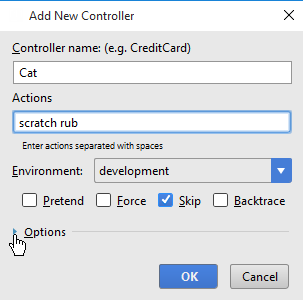 Add New Controller
Controller name: (e.g. CreditCard)
Cat
Actions
scratch rub
Enter actions separated with spaces
Environment: development
Pretend Force Skip Backtrace
Options
OK Cancel